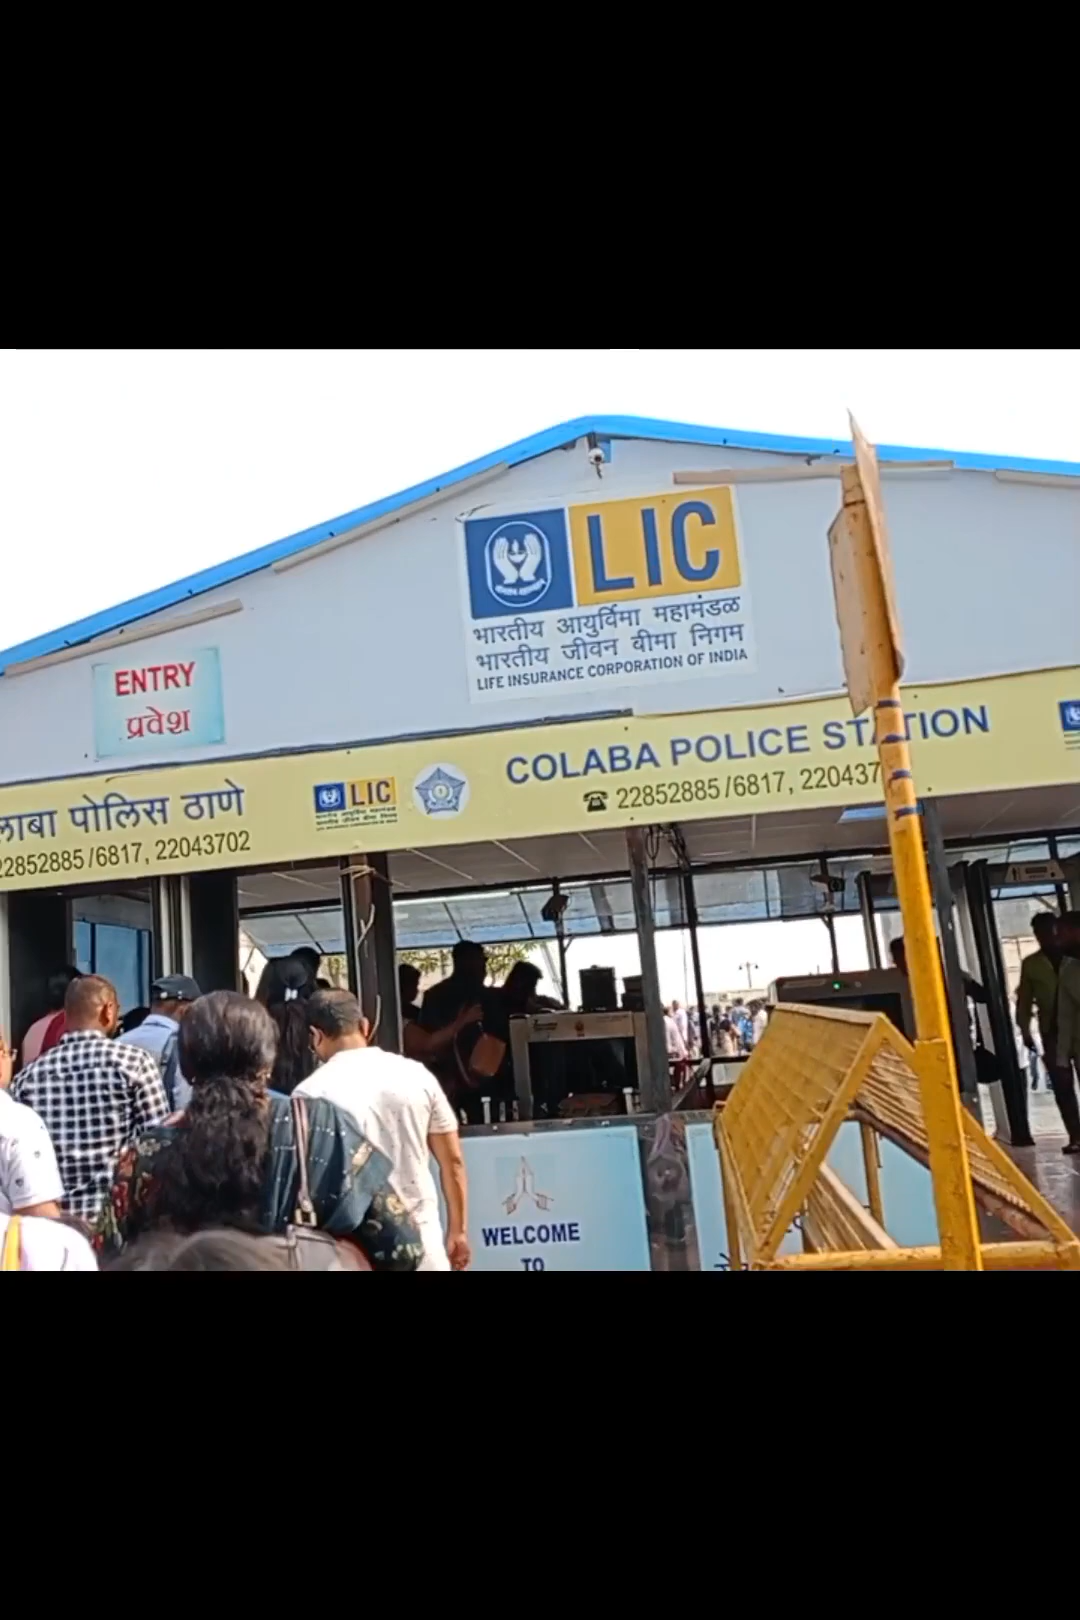 LIC
भारतीय आयुर्विमा महामंडळ
भारतीय जीवन बीमा निगम
LIFE INSURANCE CORPORATION OF INDIA
ENTRY
प्रवेश
पोलिस ठाणे
22852885/6817, 22043702
LIC
COLABA POLICE STATION
22852885/6817, 220437
WELCOME
TO